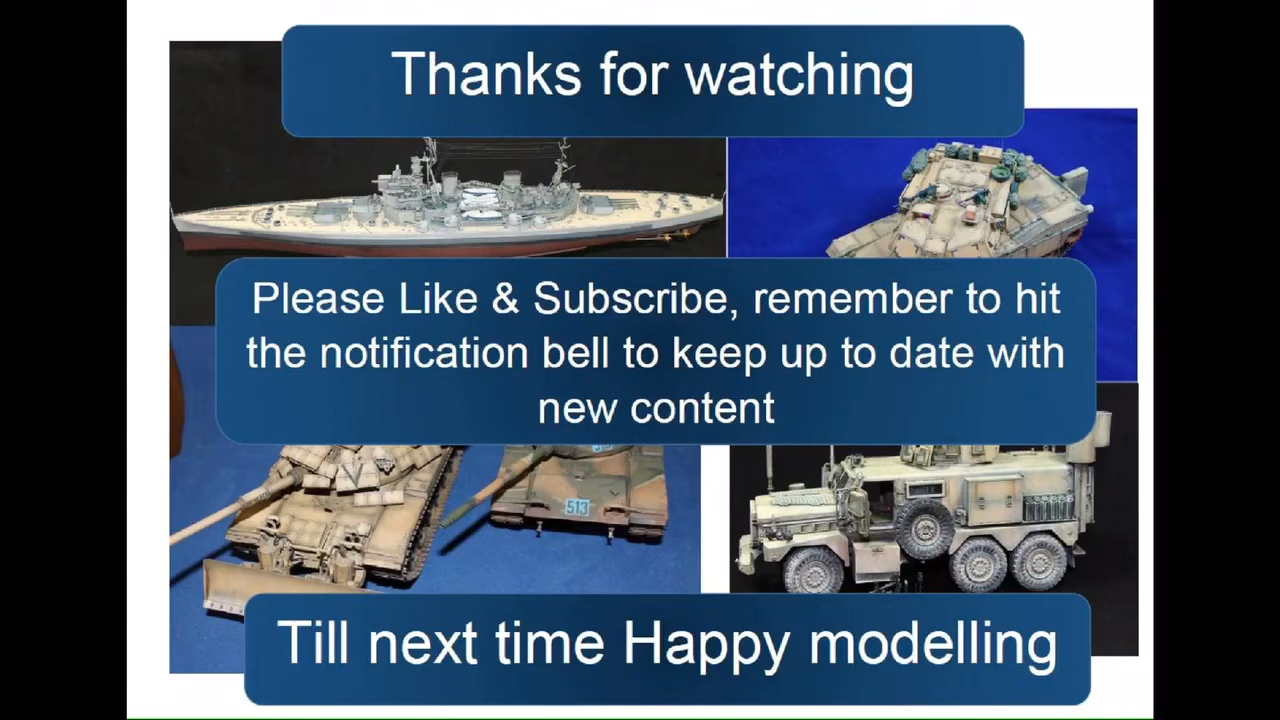 Thanks for watching
Please Like & Subscribe, remember to hit
the notification bell to keep up to date with
new content
513
Till next time Happy modelling